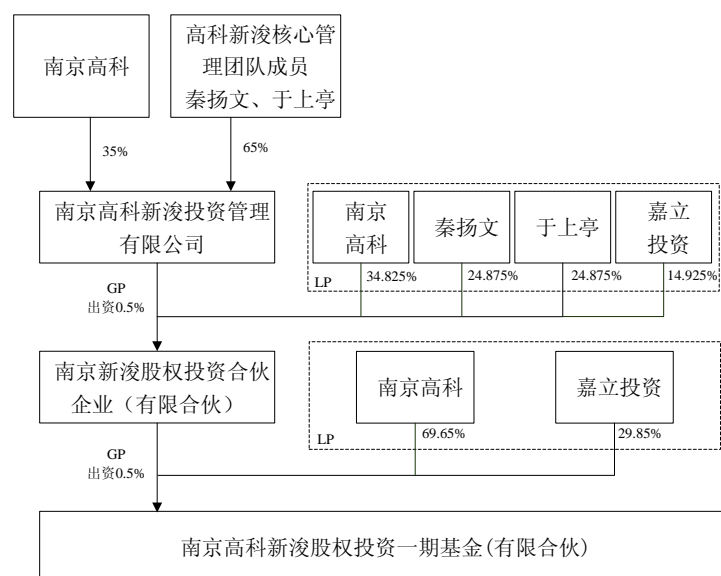 南京高科
高科新浚核心管
理团队成员
秦扬文、于上亭
35%
65%
南京高科新浚投资管理
有限公司
南京
高科
秦扬文
于上亭
嘉立
投资
LP
34.825%
24.875%
24.875%
14.925%
GP
出资0.5%
南京新浚股权投资合伙
企业（有限合伙）
南京高科
嘉立投资
LP
69.65%
29.85%
GP
出资0.5%
南京高科新浚股权投资一期基金(有限合伙)